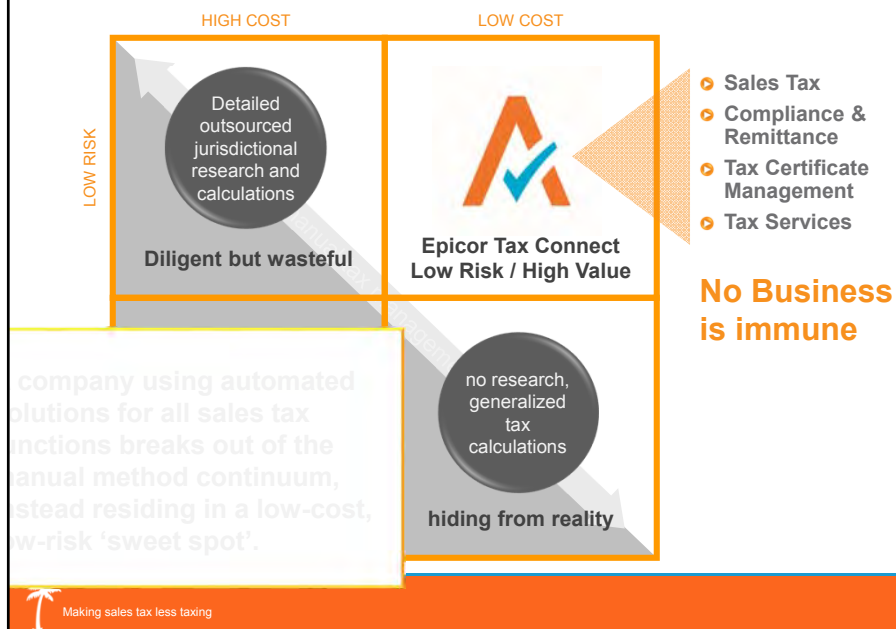 HIGH COST
LOW COST
LOW RISK
Detailed
outsourced
jurisdictional
research and
calculations
Diligent but wasteful
Epicor Tax Connect
Low Risk / High Value
Sales Tax
Compliance &
Remittance
Tax Certificate
Management
Tax Services
No Business
is immune
no research,
generalized
tax
calculations
hiding from reality
company using automated
olutions for all sales tax
unctions breaks out of the
anual method continuum,
nstead residing in a low-cost,
ow-risk ‘sweet spot’.
Making sales tax less taxing